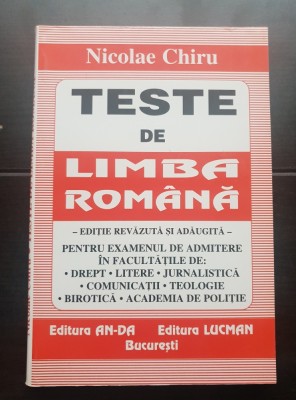 Nicolae Chiru
TESTE
DE
LIMBA
ROMÂNĂ
– EDIȚIE REVĂZUTĂ ȘI ADĂUGITĂ –
PENTRU EXAMENUL DE ADMITERE
ÎN FACULTĂȚILE DE:
• DREPT • LITERE • JURNALISTICĂ
• COMUNICAȚII • TEOLOGIE
• BIROTICĂ • ACADEMIA DE POLIȚIE
Editura AN-DA Editura LUCMAN
București